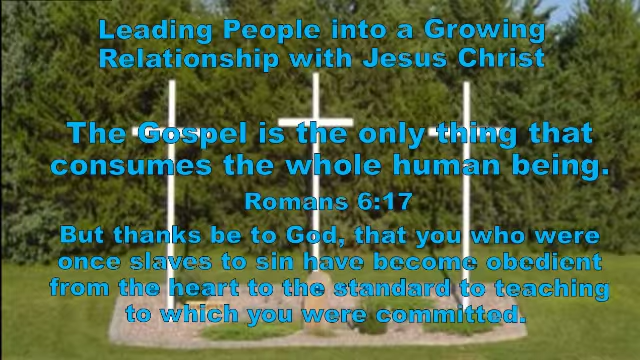 Leading People into a Growing
Relationship with Jesus Christ
The Gospel is the only thing that
consumes the whole human being.
Romans 6:17
But thanks be to God, that you who were
once slaves to sin have become obedient
from the heart to the standard to teaching
to which you were committed.